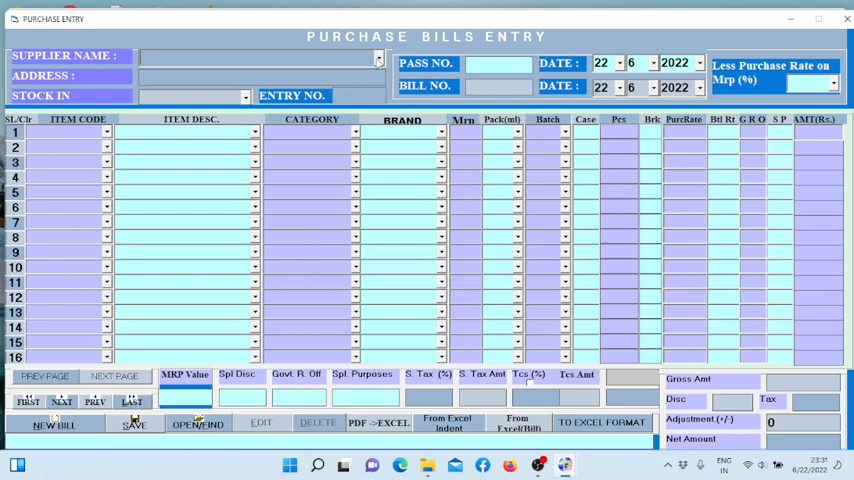 PURCHASE ENTRY
PURCHASE BILLS ENTRY
SUPPLIER NAME :
ADDRESS :
STOCK IN
ENTRY NO.
PASS NO.
DATE : 22 6 2022
BILL NO.
DATE : 22 6 2022
Less Purchase Rate on
Mrp (%)
SL/Clr ITEM CODE ITEM DESC. CATEGORY BRAND Mrp Pack(ml) Batch Case Pcs Brk PurcRate Btl Rt G R O S P AMT(Rs.)
1
2
3
4
5
6
7
8
9
10
11
12
13
14
15
16
PREV PAGE NEXT PAGE MRP Value Spl Disc Govt. R. Off Spl. Purposes S. Tax (%) S. Tax Amt Tcs (%) Tcs Amt
FIRST NEXT PREV LAST
NEW BILL SAVE OPEN/FIND EDIT DELETE PDF ->EXCEL From Excel Indent From Excel(Bill) TO EXCEL FORMAT
Gross Amt
Disc Tax
Adjustment (+/-) 0
Net Amount
ENG
IN
23:31
6/22/2022